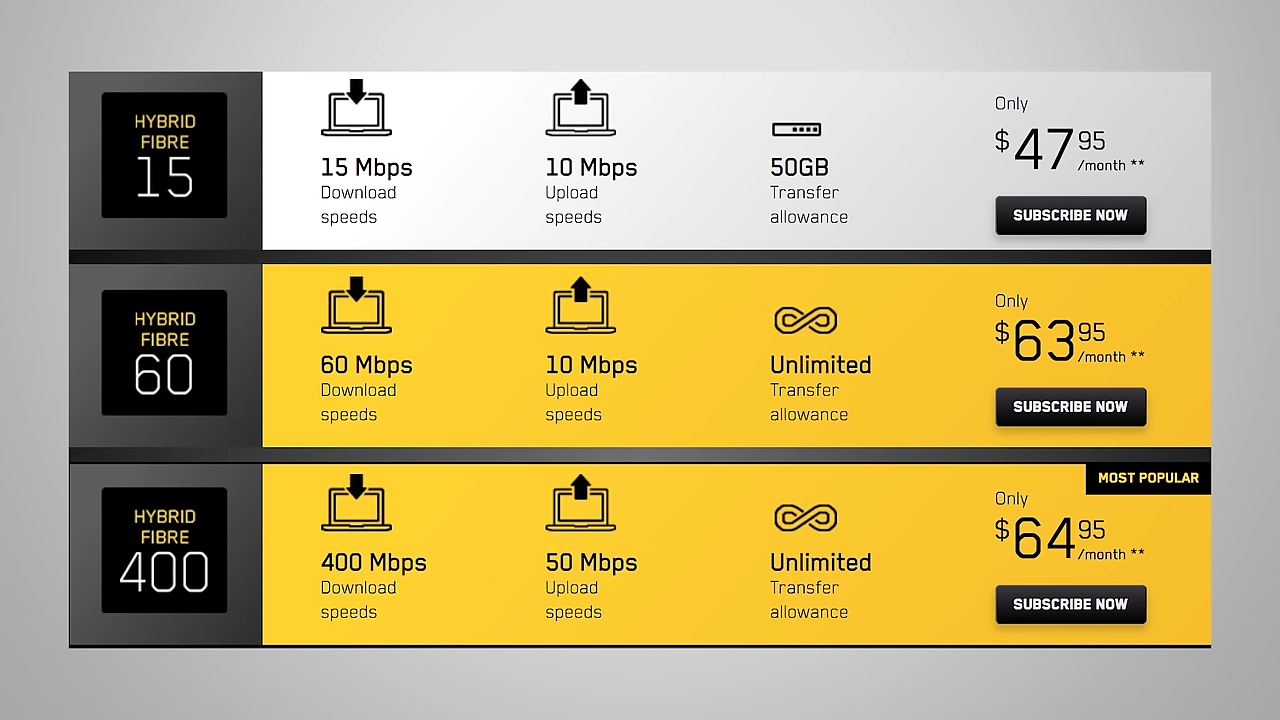 HYBRID
FIBRE
15
15 Mbps
Download
speeds
10 Mbps
Upload
speeds
50GB
Transfer
allowance
Only
$47.95
/month **
SUBSCRIBE NOW
HYBRID
FIBRE
60
60 Mbps
Download
speeds
10 Mbps
Upload
speeds
Unlimited
Transfer
allowance
Only
$63.95
/month **
SUBSCRIBE NOW
HYBRID
FIBRE
400
400 Mbps
Download
speeds
50 Mbps
Upload
speeds
Unlimited
Transfer
allowance
MOST POPULAR
Only
$64.95
/month **
SUBSCRIBE NOW